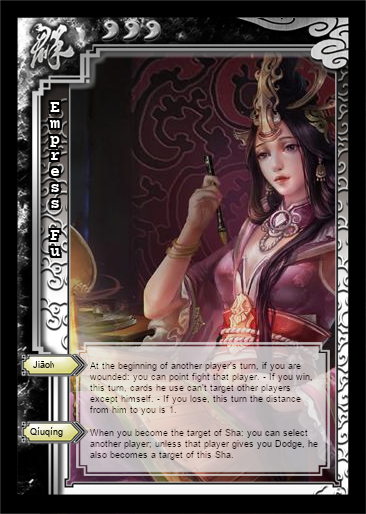 群
Empress Fu
Jiāoh
At the beginning of another player's turn, if you are
wounded: you can point fight that player. - If you win,
this turn, cards he use can't target other players
except himself. - If you lose, this turn the distance
from him to you is 1.
Qiuqing
When you become the target of Sha: you can select
another player; unless that player gives you Dodge, he
also becomes a target of this Sha.